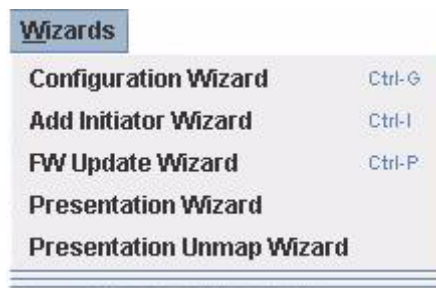 Wizards
Configuration Wizard Ctrl-G
Add Initiator Wizard Ctrl-I
FW Update Wizard Ctrl-P
Presentation Wizard
Presentation Unmap Wizard